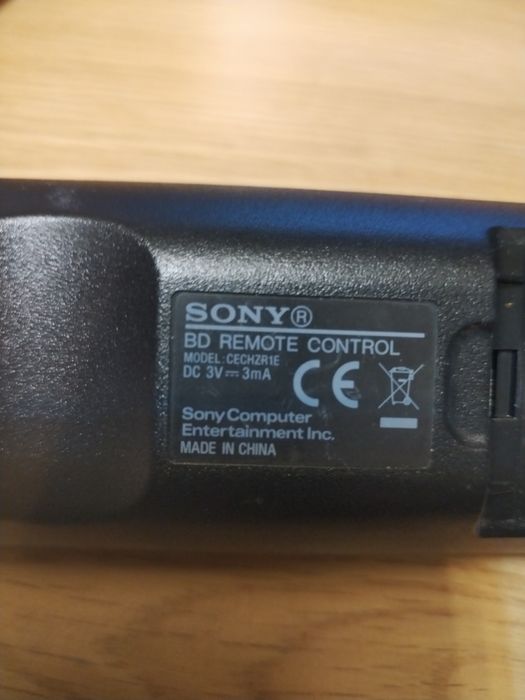 SONY®
BD REMOTE CONTROL
MODEL: CECHZR1E
DC 3V⎓3mA
CE
Sony Computer
Entertainment Inc.
MADE IN CHINA